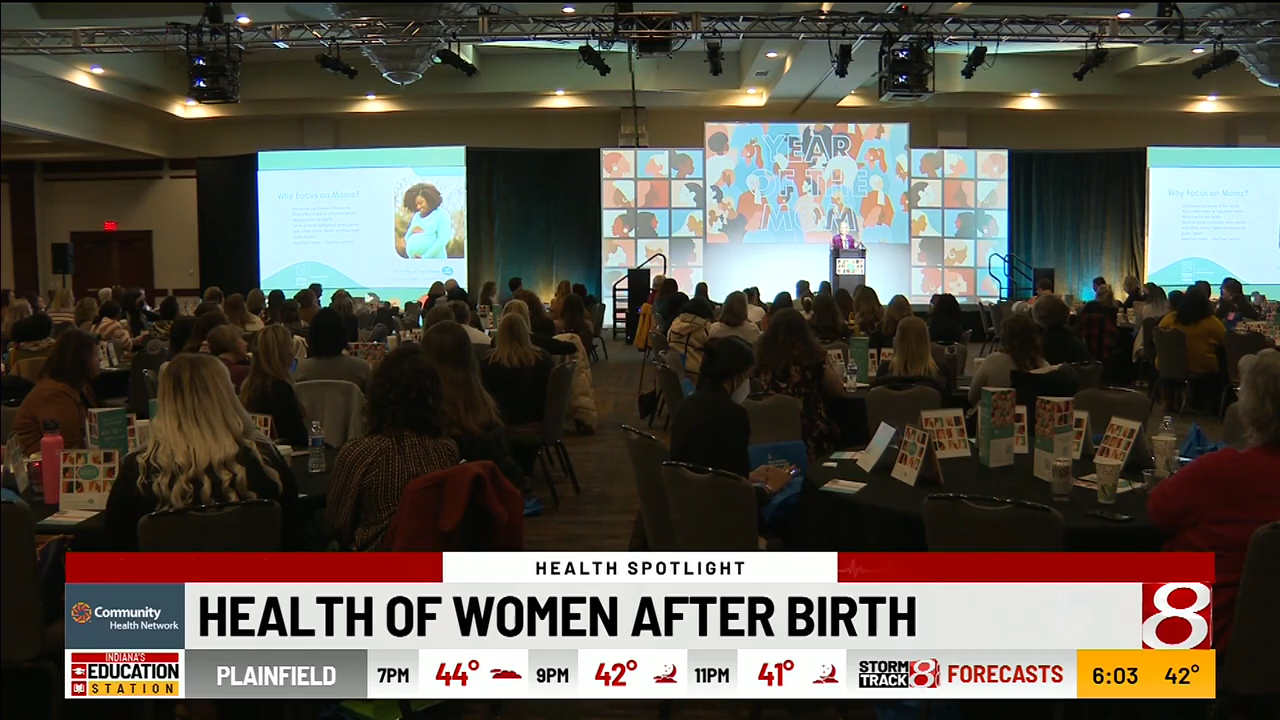 YEAR
OF THE
MOM
Why Focus on Moms?
Why Focus on Moms?
HEALTH SPOTLIGHT
Community
Health Network
HEALTH OF WOMEN AFTER BIRTH
8
INDIANA'S
EDUCATION
STATION
PLAINFIELD
7PM 44° 9PM 42° 11PM 41°
STORM
TRACK 8
FORECASTS
6:03 42°